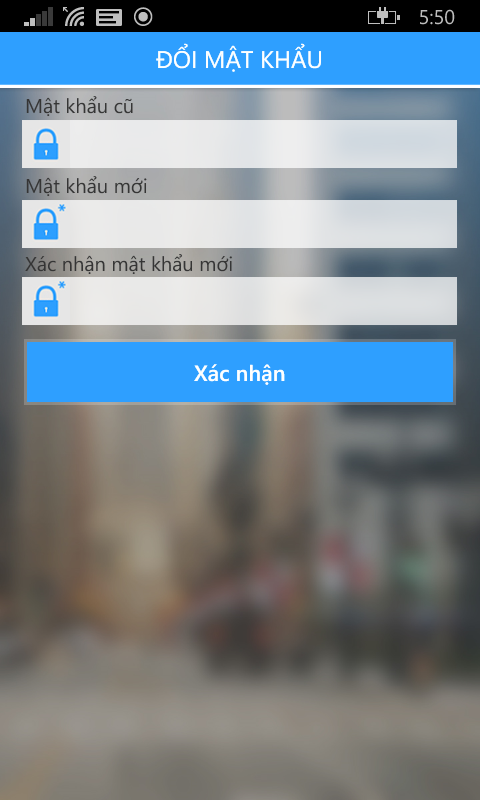 5:50
ĐỔI MẬT KHẨU
Mật khẩu cũ
Mật khẩu mới
Xác nhận mật khẩu mới
Xác nhận